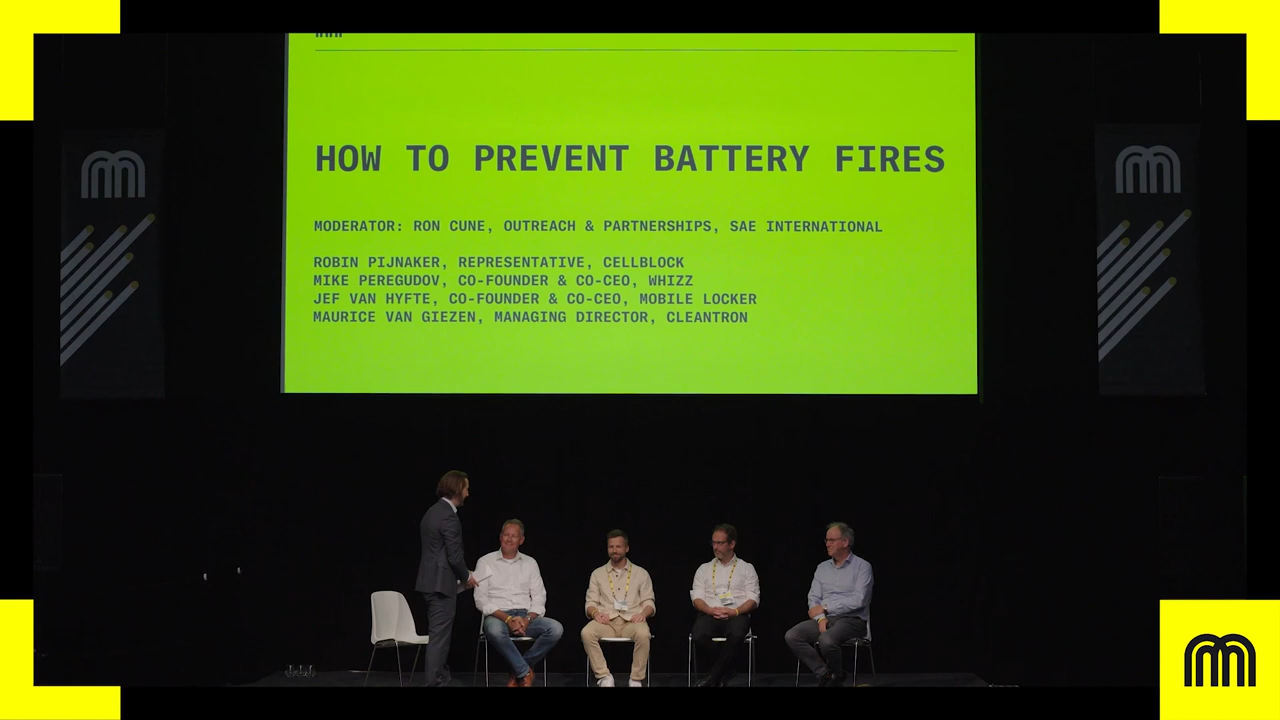 HOW TO PREVENT BATTERY FIRES
MODERATOR: RON CUNE, OUTREACH & PARTNERSHIPS, SAE INTERNATIONAL
ROBIN PIJNAKER, REPRESENTATIVE, CELLBLOCK
MIKE PEREGUDOV, CO-FOUNDER & CO-CEO, WHIZZ
JEF VAN HYFTE, CO-FOUNDER & CO-CEO, MOBILE LOCKER
MAURICE VAN GIEZEN, MANAGING DIRECTOR, CLEANTRON